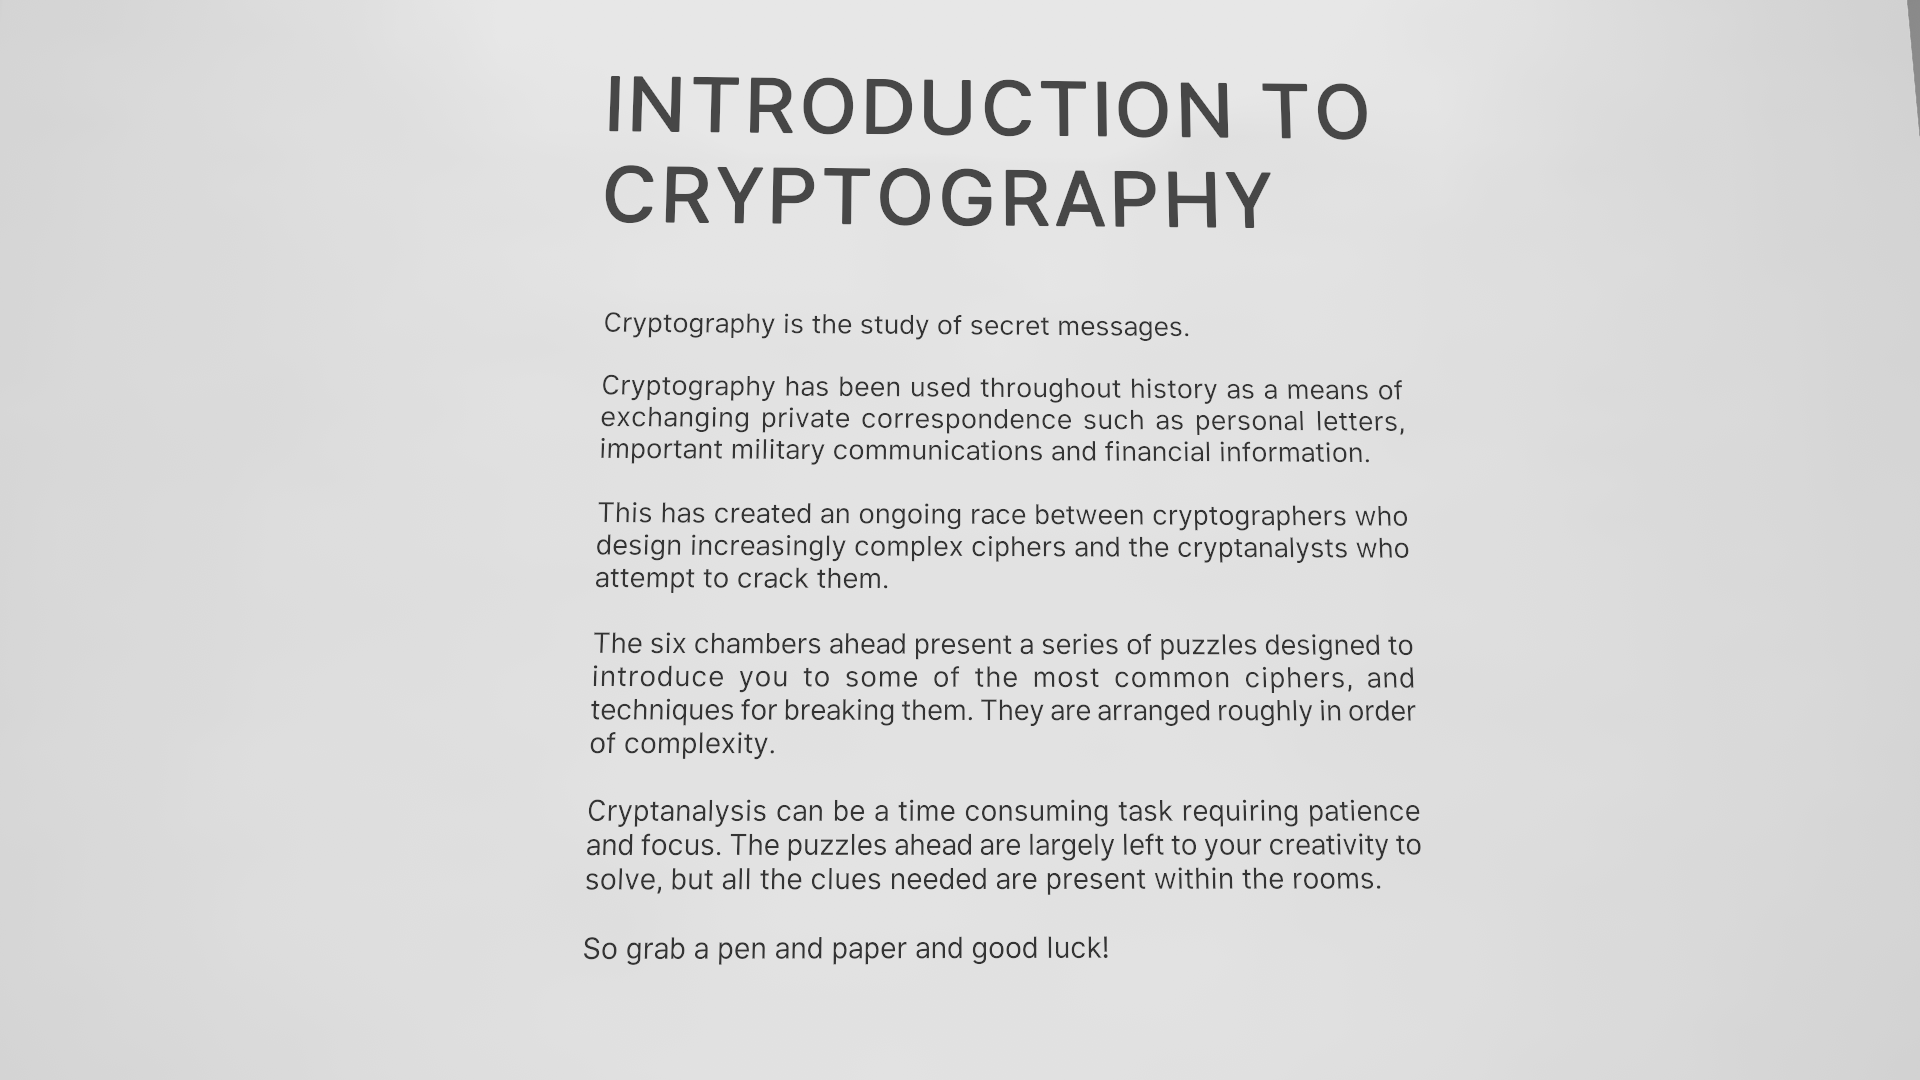 INTRODUCTION TO
CRYPTOGRAPHY
Cryptography is the study of secret messages.
Cryptography has been used throughout history as a means of
exchanging private correspondence such as personal letters,
important military communications and financial information.
This has created an ongoing race between cryptographers who
design increasingly complex ciphers and the cryptanalysts who
attempt to crack them.
The six chambers ahead present a series of puzzles designed to
introduce you to some of the most common ciphers, and
techniques for breaking them. They are arranged roughly in order
of complexity.
Cryptanalysis can be a time consuming task requiring patience
and focus. The puzzles ahead are largely left to your creativity to
solve, but all the clues needed are present within the rooms.
So grab a pen and paper and good luck!